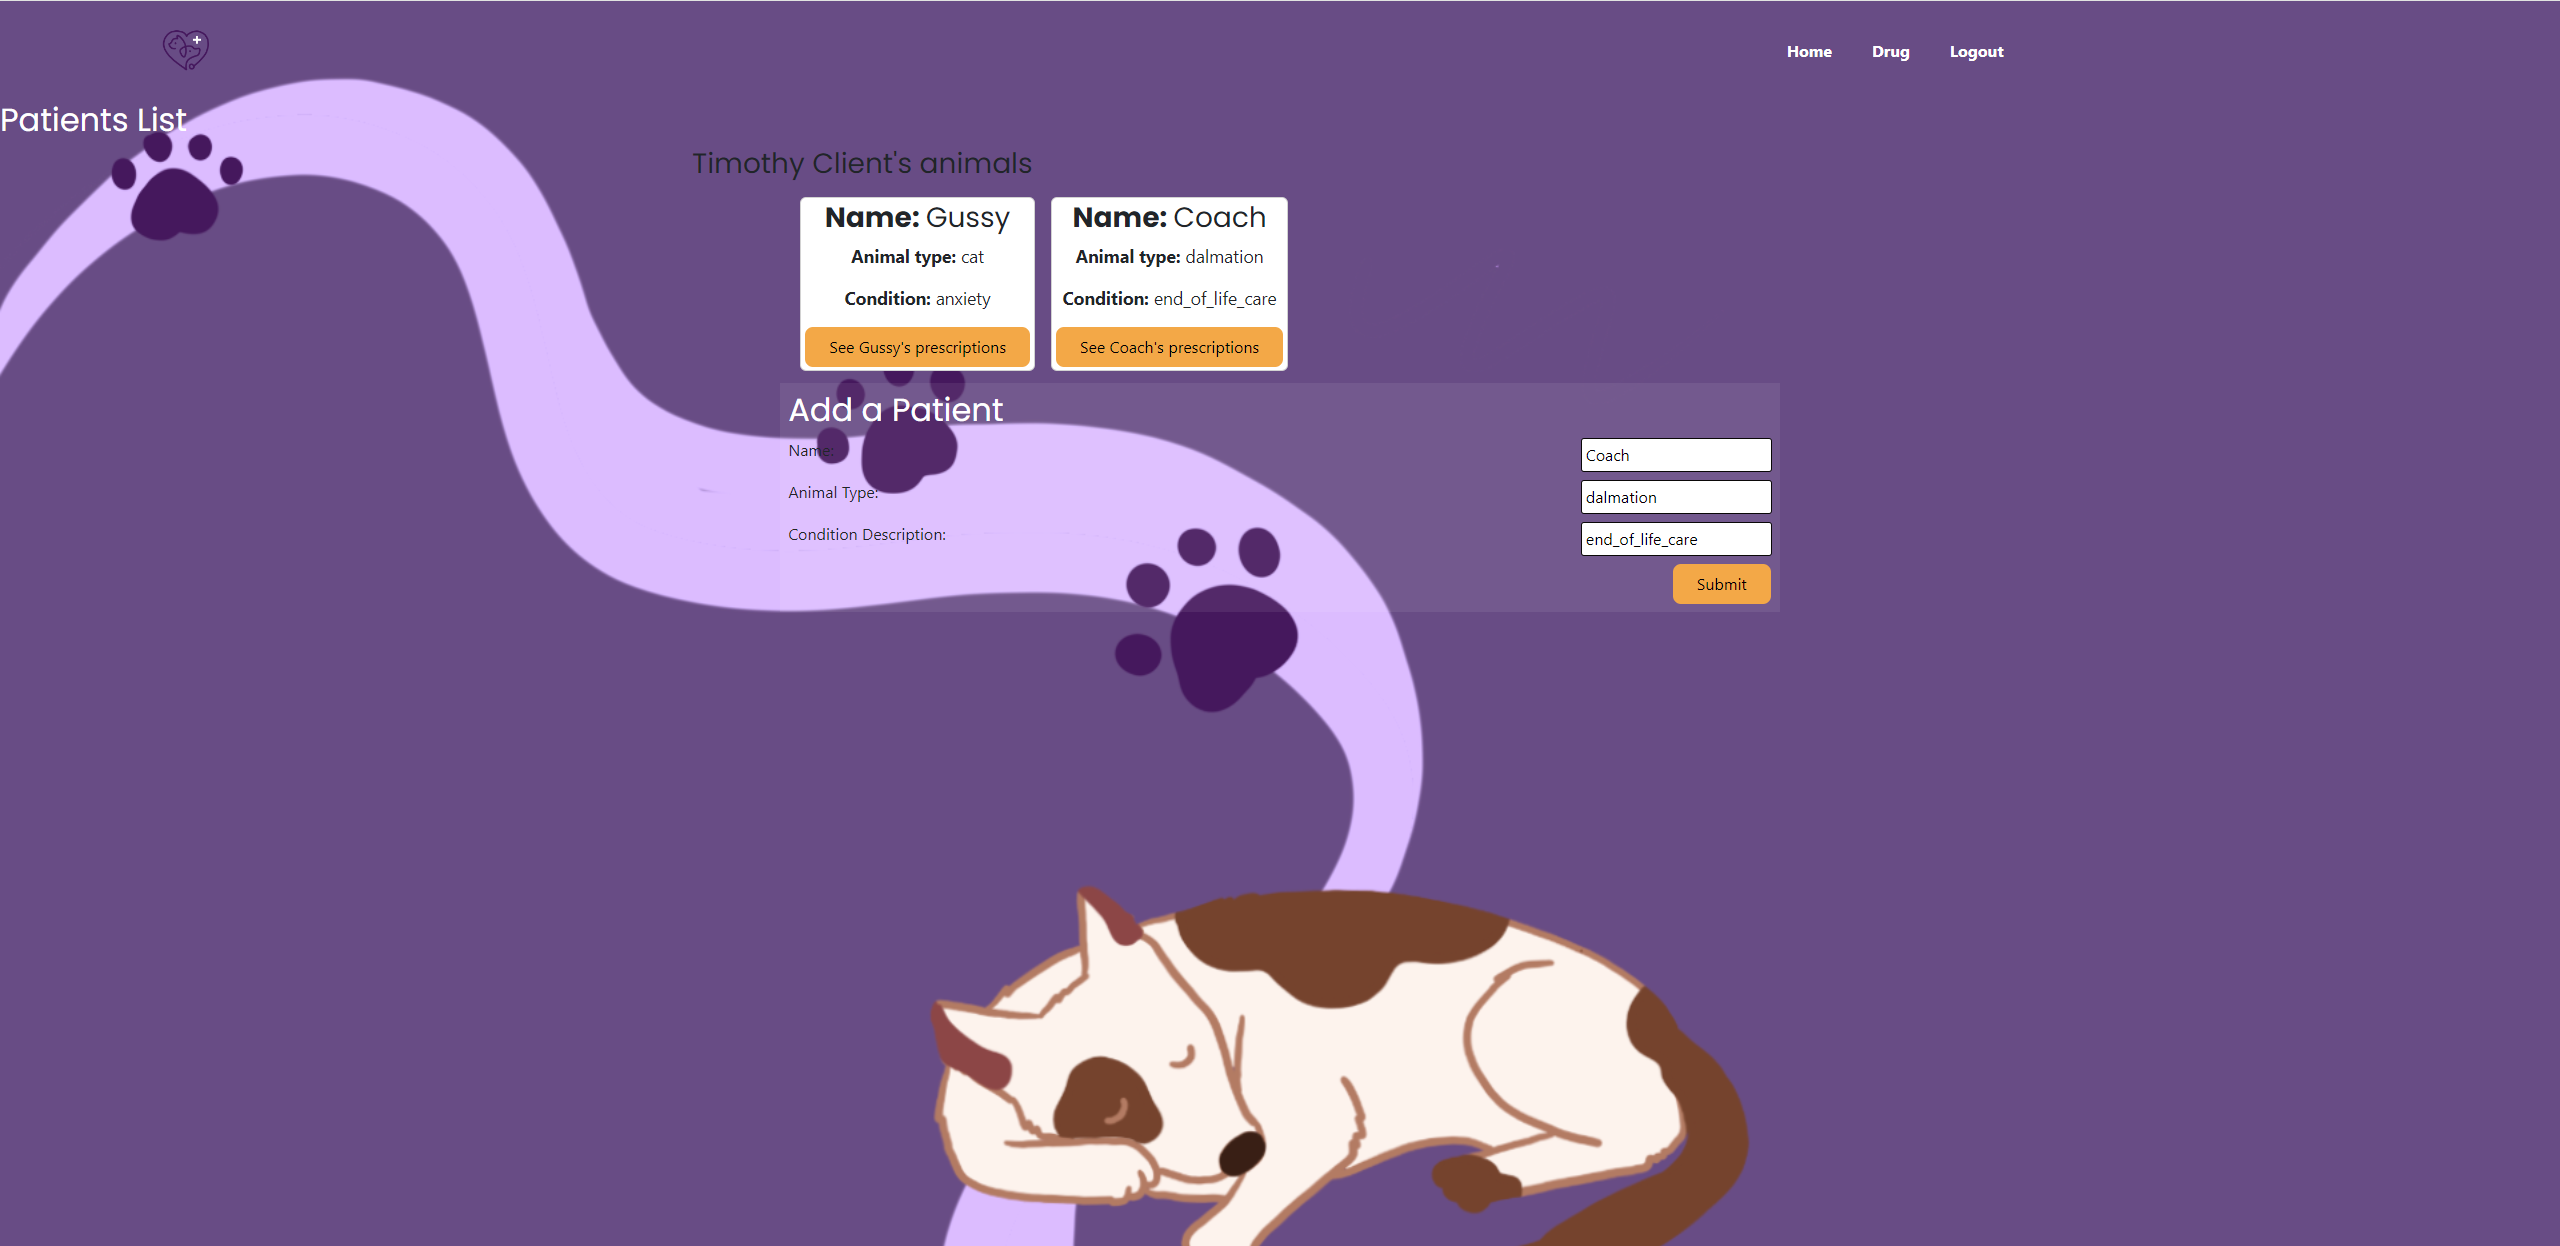 Home Drug Logout
Patients List
Timothy Client's animals
Name: Gussy
Animal type: cat
Condition: anxiety
See Gussy's prescriptions
Name: Coach
Animal type: dalmation
Condition: end_of_life_care
See Coach's prescriptions
Add a Patient
Name: Coach
Animal Type: dalmation
Condition Description: end_of_life_care
Submit